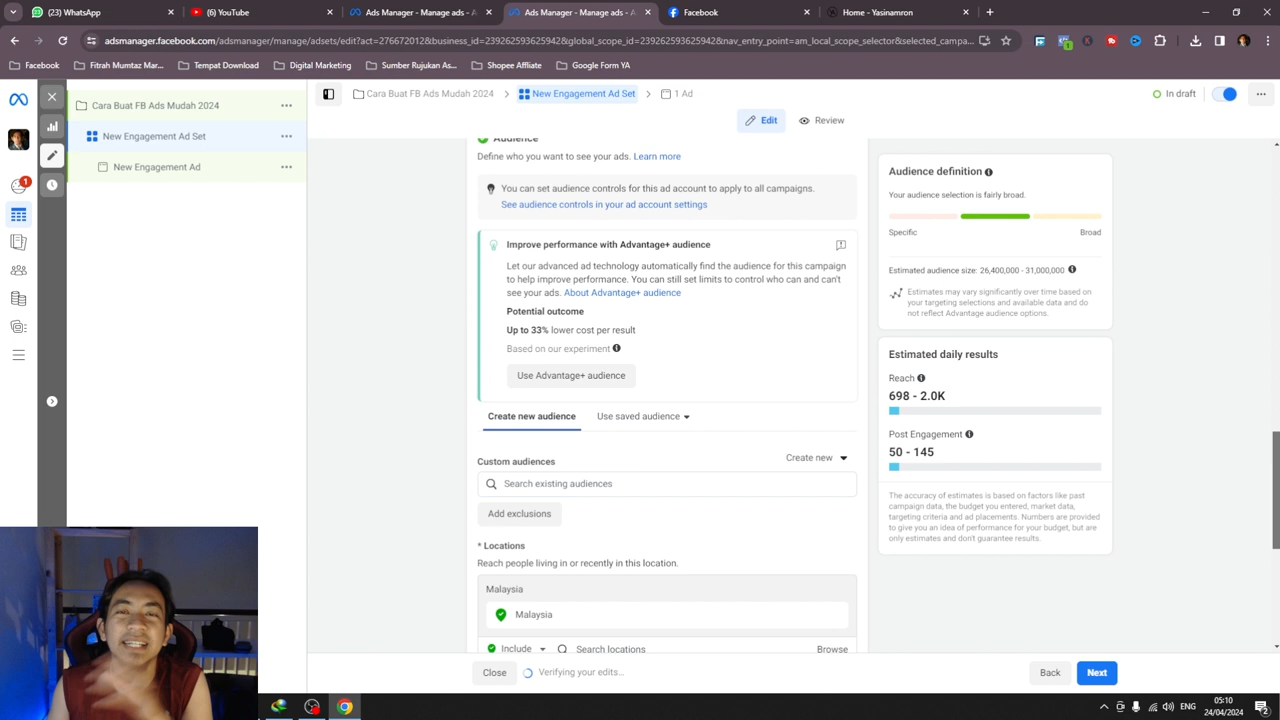 (23) WhatsApp
(6) YouTube
Ads Manager - Manage ads - A
Ads Manager - Manage ads - A
Facebook
Home - Yasinamor
adsmanager.facebook.com/adsmanager/manage/adsets/edit?act=276672012&business_id=239262593625942&global_scope_id=239262593625942&nav_entry_point=am_local_scope_selector&selected_campa...
Facebook
Fitrah Mumtaz Mar...
Tempat Download
Digital Marketing
Sumber Rujukan As...
Shopee Affliate
Google Form YA
Cara Buat FB Ads Mudah 2024
New Engagement Ad Set
New Engagement Ad
1
Cara Buat FB Ads Mudah 2024
New Engagement Ad Set
1 Ad
In draft
Edit
Review
Audience
Define who you want to see your ads. Learn more
You can set audience controls for this ad account to apply to all campaigns.
See audience controls in your ad account settings
Improve performance with Advantage+ audience
Let our advanced ad technology automatically find the audience for this campaign
to help improve performance. You can still set limits to control who can and can't
see your ads. About Advantage+ audience
Potential outcome
Up to 33% lower cost per result
Based on our experiment
Use Advantage+ audience
Create new audience
Use saved audience
Custom audiences
Create new
Search existing audiences
Add exclusions
* Locations
Reach people living in or recently in this location.
Malaysia
Malaysia
Include
Search locations
Browse
Audience definition
Your audience selection is fairly broad.
Specific
Broad
Estimated audience size: 26,400,000 - 31,000,000
Estimates may vary significantly over time based on
your targeting selections and available data and do
not reflect Advantage audience options.
Estimated daily results
Reach
698 - 2.0K
Post Engagement
50 - 145
The accuracy of estimates is based on factors like past
campaign data, the budget you entered, market data,
targeting criteria and ad placements. Numbers are provided
to give you an idea of performance for your budget, but are
only estimates and don't guarantee results.
Close
Verifying your edits...
Back
Next
ENG
05:10
24/04/2024
2